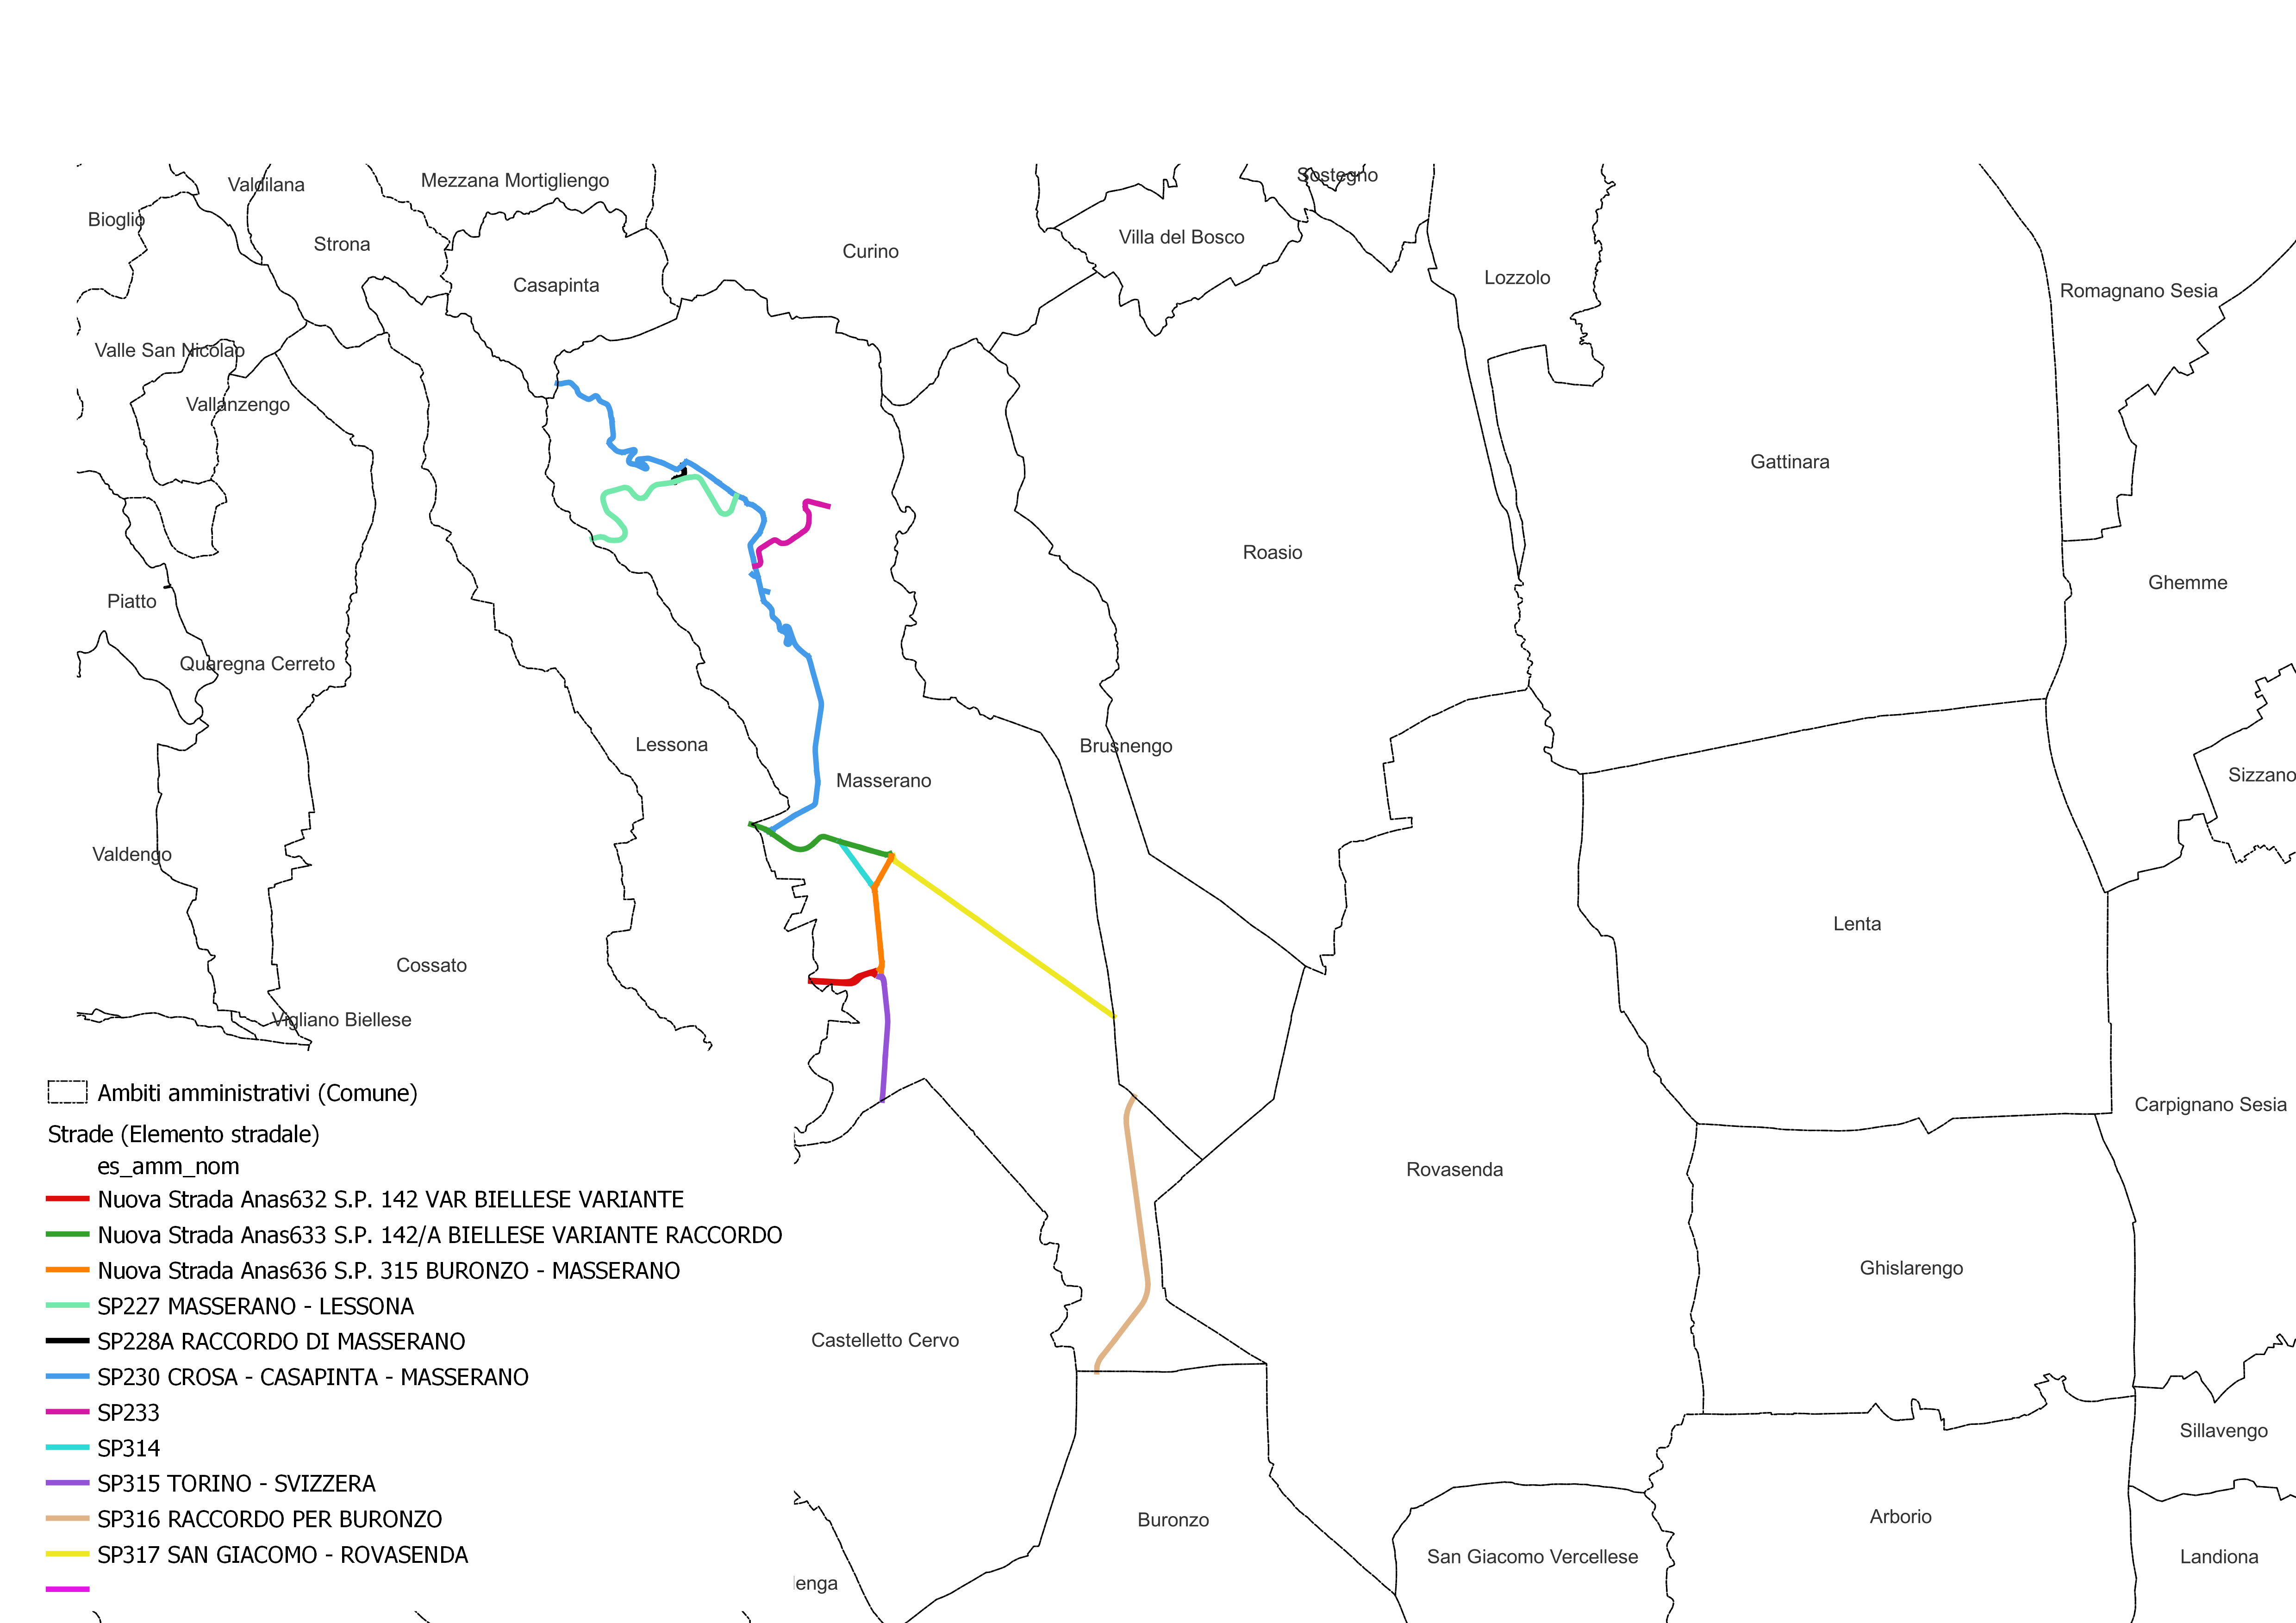 Valdilana
Mezzana Mortigliengo
Sostegno
Bioglio
Strona
Curino
Villa del Bosco
Casapinta
Lozzolo
Romagnano Sesia
Valle San Nicolao
Vallanzengo
Gattinara
Roasio
Ghemme
Piatto
Quaregna Cerreto
Lessona
Brusnengo
Masserano
Sizzano
Valdengo
Lenta
Cossato
Vigliano Biellese
Carpignano Sesia
Rovasenda
Ghislarengo
Castelletto Cervo
Sillavengo
Buronzo
Arborio
San Giacomo Vercellese
Landiona
lenga
Ambiti amministrativi (Comune)
Strade (Elemento stradale)
es_amm_nom
Nuova Strada Anas632 S.P. 142 VAR BIELLESE VARIANTE
Nuova Strada Anas633 S.P. 142/A BIELLESE VARIANTE RACCORDO
Nuova Strada Anas636 S.P. 315 BURONZO - MASSERANO
SP227 MASSERANO - LESSONA
SP228A RACCORDO DI MASSERANO
SP230 CROSA - CASAPINTA - MASSERANO
SP233
SP314
SP315 TORINO - SVIZZERA
SP316 RACCORDO PER BURONZO
SP317 SAN GIACOMO - ROVASENDA